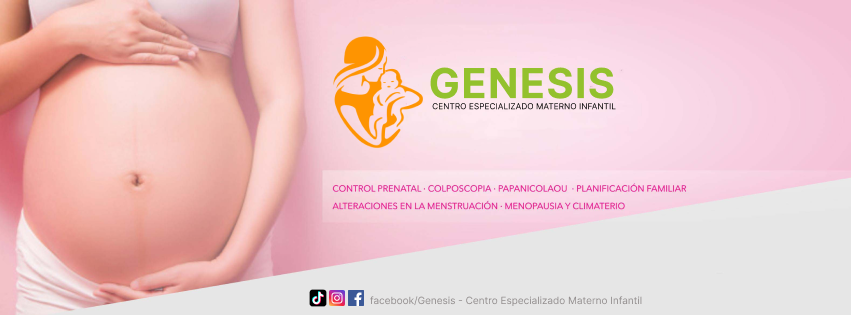 GENESIS
CENTRO ESPECIALIZADO MATERNO INFANTIL
CONTROL PRENATAL · COLPOSCOPIA · PAPANICOLAOU · PLANIFICACIÓN FAMILIAR
ALTERACIONES EN LA MENSTRUACIÓN · MENOPAUSIA Y CLIMATERIO
facebook/Genesis - Centro Especializado Materno Infantil